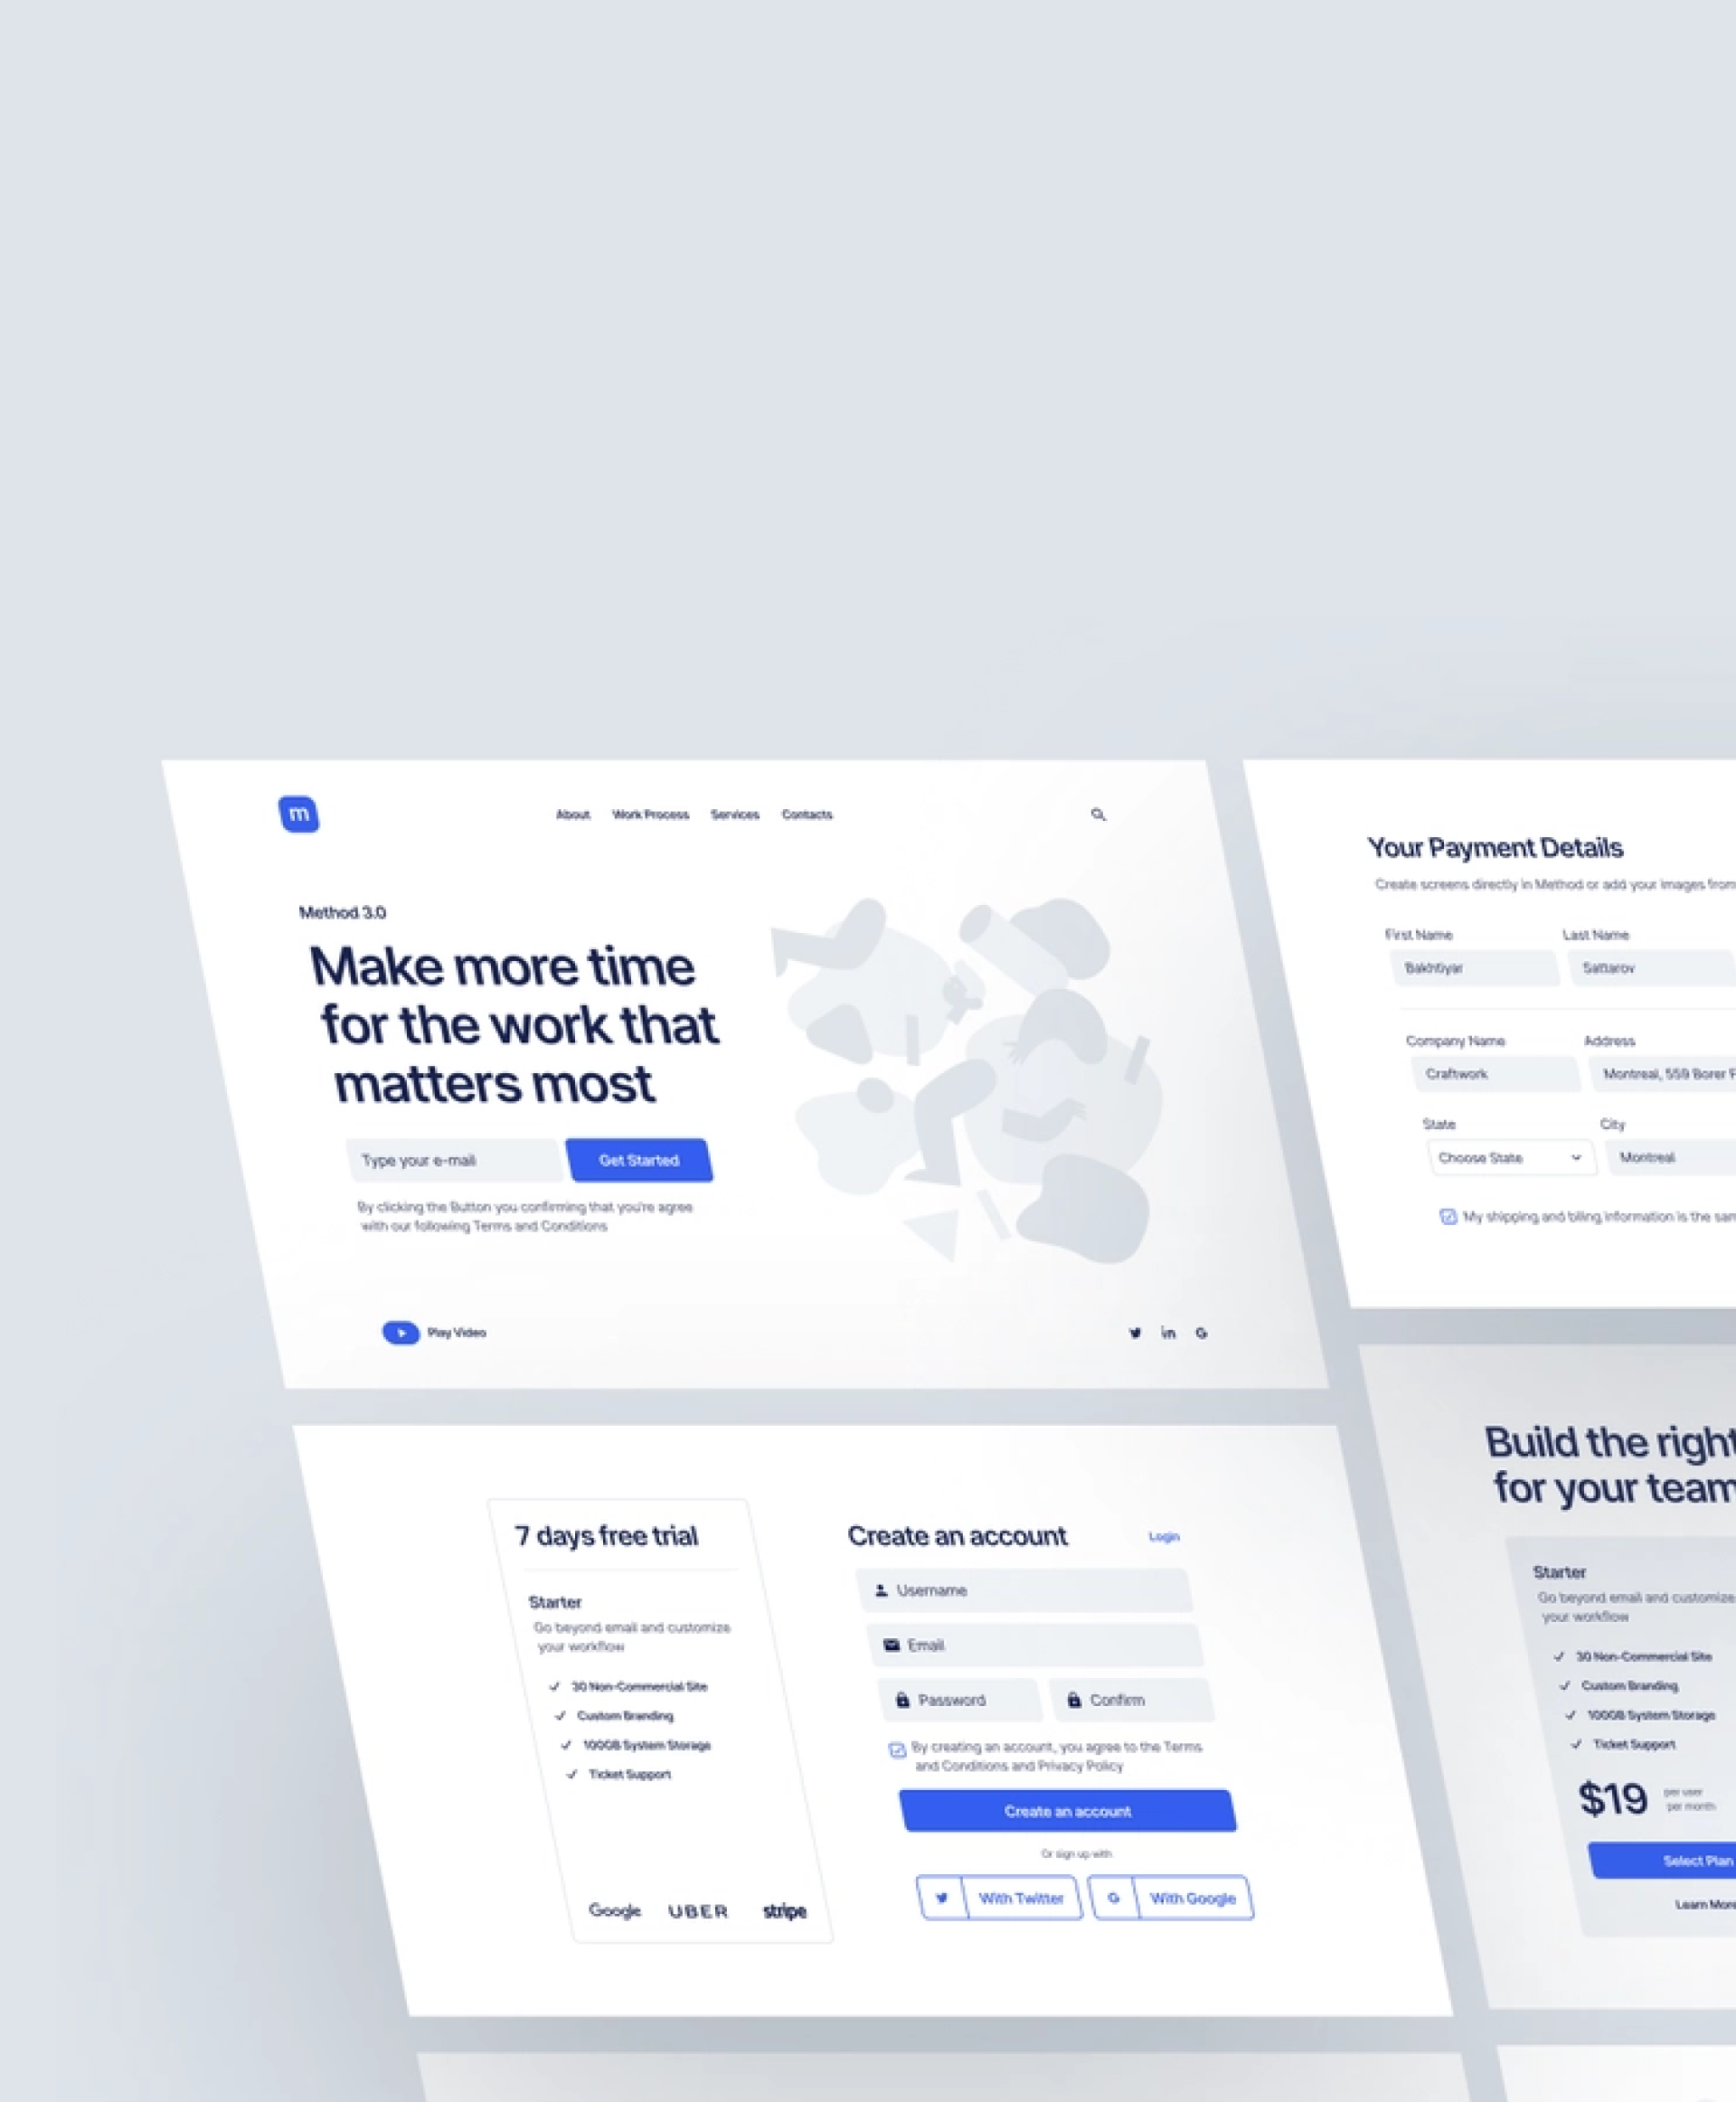 m
About Work Process Services Contacts
Method 3.0
Make more time
for the work that
matters most
Type your e-mail Get Started
By clicking the Button you confirming that you're agree
with our following Terms and Conditions
Play Video
in G
Your Payment Details
Create screens directly in Method or add your images from
First Name Last Name
Bakhtiyar Sattarov
Company Name Address
Craftwork Montreal, 559 Borer
State City
Choose State Montreal
My shipping and biling information is the
7 days free trial
Starter
Go beyond email and customize
your workflow
30 Non-Commercial Site
Custom Branding
100GB System Storage
Ticket Support
Google UBER stripe
Create an account Login
Username
Email
Password Confirm
By creating an account, you agree to the Terms
and Conditions and Privacy Policy
Create an account
Or sign up with
With Twitter G With Google
Build the right
for your team
Starter
Go beyond email and customize
your workflow
30 Non-Commercial Site
Custom Branding
100GB System Storage
Ticket Support
$19 per user
per month
Select Plan
Learn More